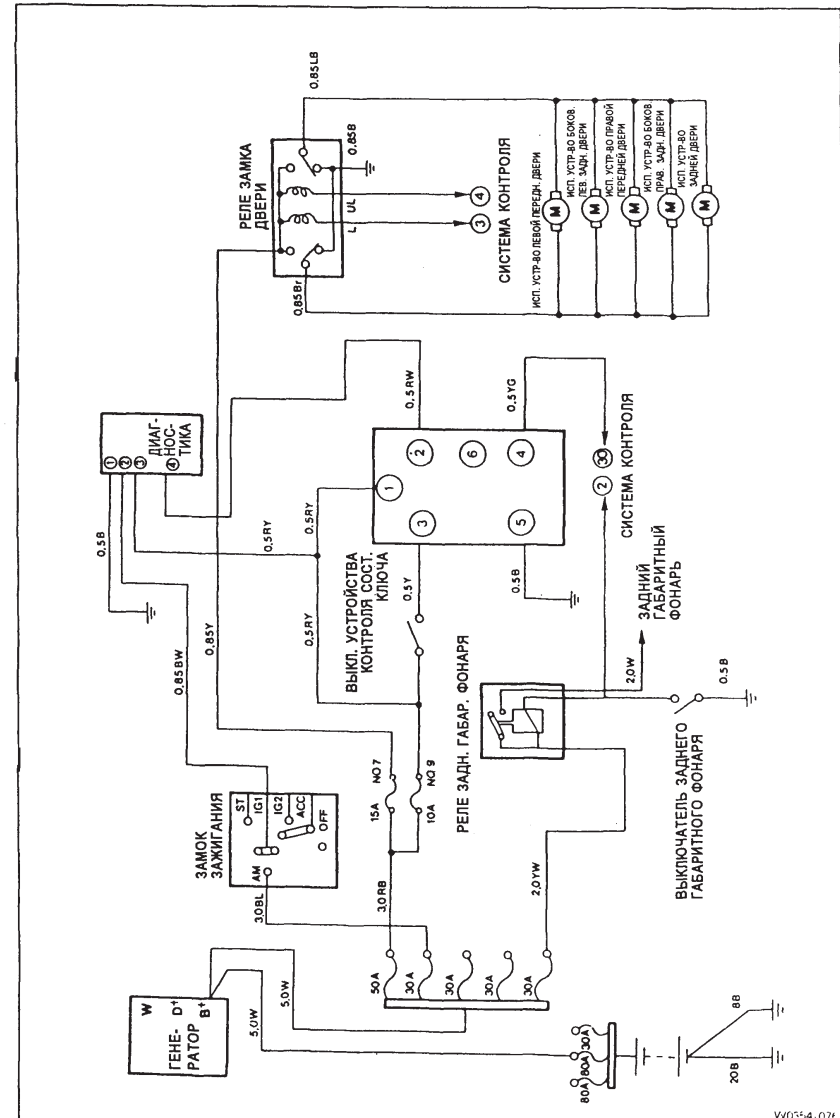 0,85LB
РЕЛЕ ЗАМКА
ДВЕРИ
0,85B
L
UL
3
4
СИСТЕМА КОНТРОЛЯ
0,85Br
ИСП. УСТР-ВО ЛЕВОЙ ПЕРЕДН. ДВЕРИ
ИСП. УСТР-ВО БОКОВ.
ЛЕВ. ЗАДН. ДВЕРИ
ИСП. УСТР-ВО ПРАВОЙ
ПЕРЕДНЕЙ ДВЕРИ
ИСП. УСТР-ВО БОКОВ.
ПРАВ. ЗАДН. ДВЕРИ
ИСП. УСТР-ВО
ЗАДНЕЙ ДВЕРИ
M
M
M
M
M
1
2
3
4
ДИАГ-
НОС-
ТИКА
0,5B
0,5RY
0,5RY
0,5RY
0,5RW
0,5YG
1
2
3
4
5
6
0,85BW
0,85Y
ВЫКЛ. УСТРОЙСТВА
КОНТРОЛЯ СОСТ.
КЛЮЧА
0,5Y
0,5B
2
30
СИСТЕМА КОНТРОЛЯ
ЗАМОК
ЗАЖИГАНИЯ
AM
ST
IG1
IG2
ACC
OFF
3,0BL
15A
NO 7
10A
NO 9
3,0RB
РЕЛЕ ЗАДН. ГАБАР. ФОНАРЯ
2,0W
ЗАДНИЙ
ГАБАРИТНЫЙ
ФОНАРЬ
0.5B
ВЫКЛЮЧАТЕЛЬ ЗАДНЕГО
ГАБАРИТНОГО ФОНАРЯ
2,0YW
ГЕНЕ-
РАТОР
W
D+
B+
5,0W
5,0W
50A
30A
30A
30A
30A
80A
80A
30A
20B
8B
VV0354.076